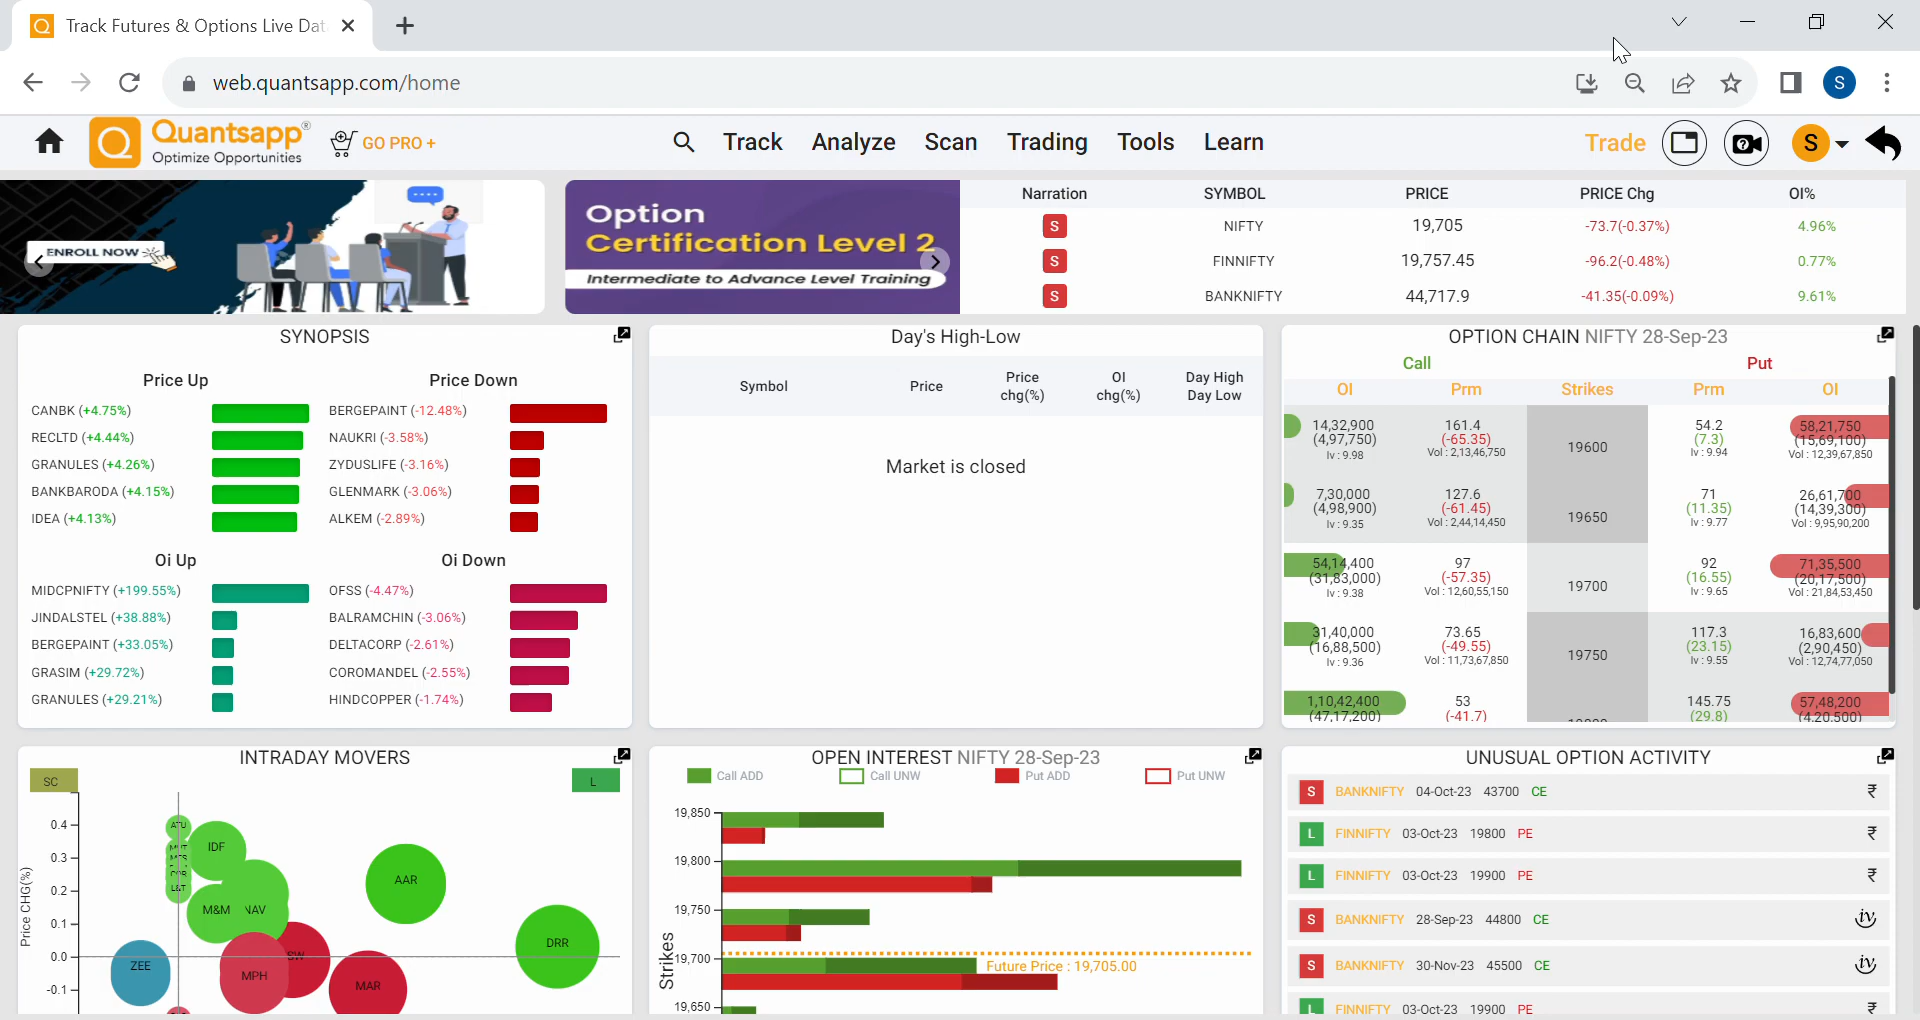 Track Futures & Options Live Dat
web.quantsapp.com/home
S
Quantsapp®
Optimize Opportunities
GO PRO +
Track Analyze Scan Trading Tools Learn
Trade
S
ENROLL NOW
Option
Certification Level 2
Intermediate to Advance Level Training
Narration SYMBOL PRICE PRICE Chg OI%
S NIFTY 19,705 -73.7(-0.37%) 4.96%
S FINNIFTY 19,757.45 -96.2(-0.48%) 0.77%
S BANKNIFTY 44,717.9 -41.35(-0.09%) 9.61%
SYNOPSIS
Price Up Price Down
CANBK (+4.75%) BERGEPAINT (-12.48%)
RECLTD (+4.44%) NAUKRI (-3.58%)
GRANULES (+4.26%) ZYDUSLIFE (-3.16%)
BANKBARODA (+4.15%) GLENMARK (-3.06%)
IDEA (+4.13%) ALKEM (-2.89%)
Oi Up Oi Down
MIDCPNIFTY (+199.55%) OFSS (-4.47%)
JINDALSTEL (+38.88%) BALRAMCHIN (-3.06%)
BERGEPAINT (+33.05%) DELTACORP (-2.61%)
GRASIM (+29.72%) COROMANDEL (-2.55%)
GRANULES (+29.21%) HINDCOPPER (-1.74%)
Day's High-Low
Symbol Price Price chg(%) OI chg(%) Day High Day Low
Market is closed
OPTION CHAIN NIFTY 28-Sep-23
Call Put
OI Prm Strikes Prm OI
14,32,900 161.4 54.2 58,21,750
(4,97,750) (-65.35) 19600 (7.3) (15,69,100)
Iv : 9.98 Vol : 2,13,46,750 Iv : 9.94 Vol : 12,39,67,850
7,30,000 127.6 71 26,61,700
(4,98,900) (-61.45) 19650 (11.35) (14,39,300)
Iv : 9.35 Vol : 2,44,14,450 Iv : 9.77 Vol : 9,95,90,200
54,14,400 97 92 71,35,500
(31,83,000) (-57.35) 19700 (16.55) (20,17,500)
Iv : 9.38 Vol : 12,60,55,150 Iv : 9.65 Vol : 21,84,53,450
31,40,000 73.65 117.3 16,83,600
(16,88,500) (-49.55) 19750 (23.15) (2,90,450)
Iv : 9.36 Vol : 11,73,67,850 Iv : 9.55 Vol : 12,74,77,050
1,10,42,400 53 145.75 57,48,200
(47,17,200) (-41.7) (29.8) (4,20,500)
INTRADAY MOVERS
SC L
Price CHG(%)
0.4
0.3
0.2
0.1
0.0
-0.1
IDF
L&T
M&M
NAV
AAR
DRR
ZEE
MPH
SW
MAR
OPEN INTEREST NIFTY 28-Sep-23
Call ADD Call UNW Put ADD Put UNW
Strikes
19,850
19,800
19,750
19,700
Future Price : 19,705.00
19,650
UNUSUAL OPTION ACTIVITY
S BANKNIFTY 04-Oct-23 43700 CE ₹
L FINNIFTY 03-Oct-23 19800 PE ₹
L FINNIFTY 03-Oct-23 19900 PE ₹
S BANKNIFTY 28-Sep-23 44800 CE iv
S BANKNIFTY 30-Nov-23 45500 CE iv
L FINNIFTY 03-Oct-23 19900 PE ₹